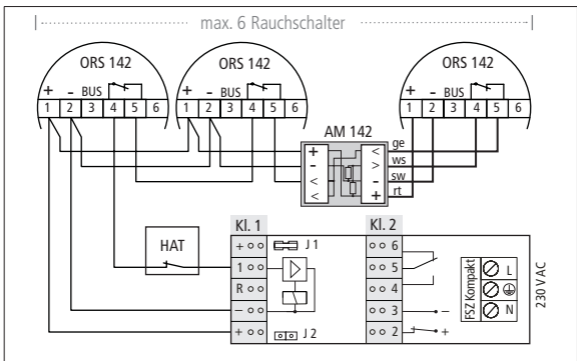 max. 6 Rauchschalter
ORS 142
ORS 142
ORS 142
+ - BUS
1 2 3 4 5 6
+ - BUS
1 2 3 4 5 6
+ - BUS
1 2 3 4 5 6
AM 142
+ <
- >
< -
< +
ge
ws
sw
rt
HAT
Kl. 1
+
1
R
–
+
J 1
J 2
Kl. 2
6
5
4
3 –
2 +
FSZ Kompakt
L
N
230 V AC